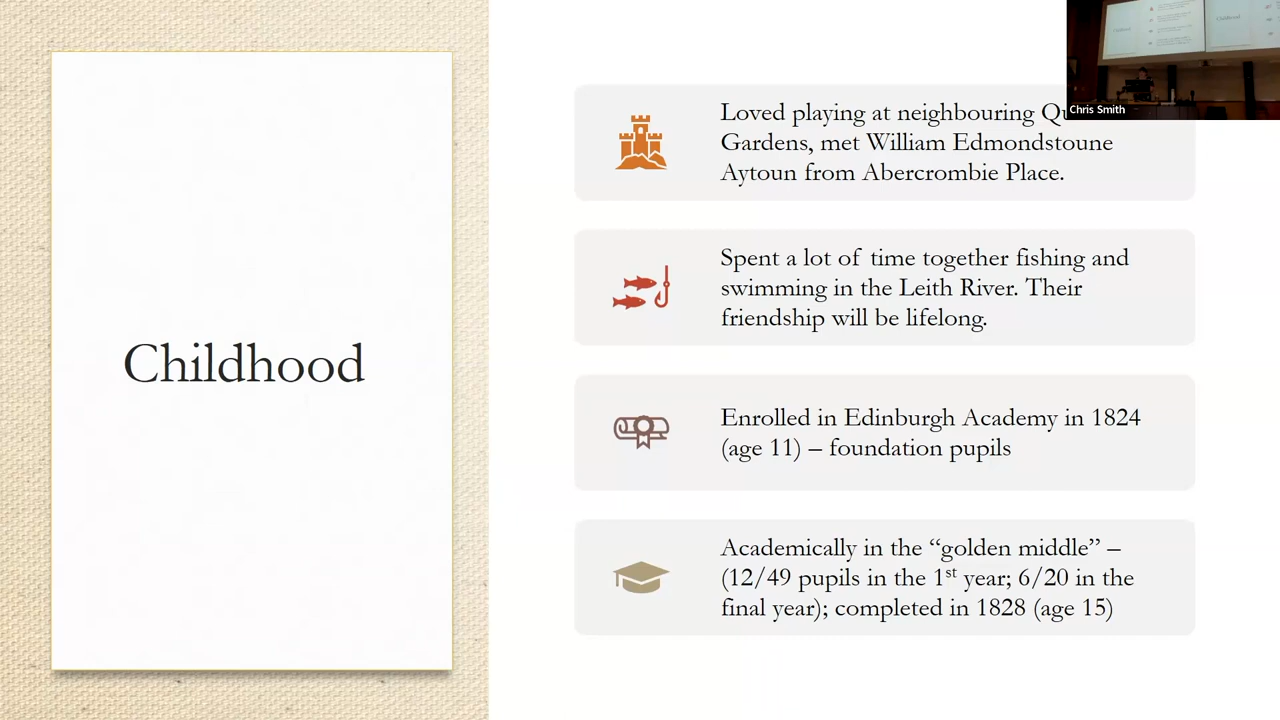 Childhood
Loved playing at neighbouring
Gardens, met William Edmondstoune
Aytoun from Abercrombie Place.
Spent a lot of time together fishing and
swimming in the Leith River. Their
friendship will be lifelong.
Enrolled in Edinburgh Academy in 1824
(age 11) – foundation pupils
Academically in the “golden middle” –
(12/49 pupils in the 1st year; 6/20 in the
final year); completed in 1828 (age 15)
Chris Smith